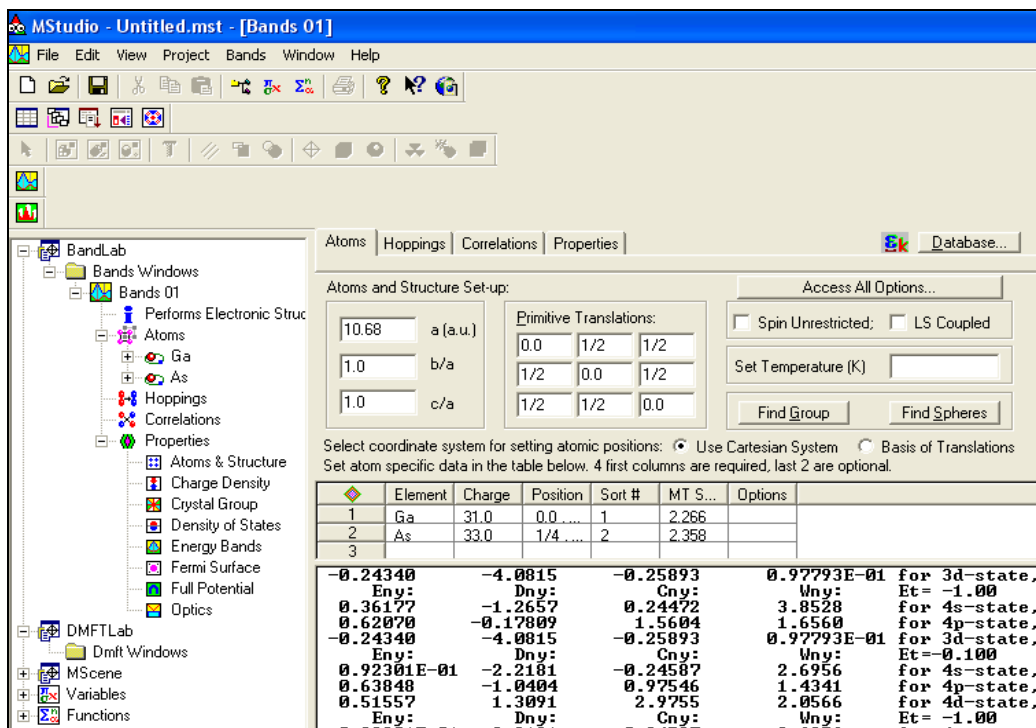 MStudio - Untitled.mst - [Bands 01]
File Edit View Project Bands Window Help
BandLab
Bands Windows
Bands 01
Performs Electronic Struc
Atoms
Ga
As
Hoppings
Correlations
Properties
Atoms & Structure
Charge Density
Crystal Group
Density of States
Energy Bands
Fermi Surface
Full Potential
Optics
DMFTLab
Dmft Windows
MScene
Variables
Functions
Atoms Hoppings Correlations Properties Database...
Atoms and Structure Set-up: Access All Options...
10.68 a (a.u.) Primitive Translations: Spin Unrestricted; LS Coupled
0.0 1/2 1/2
1.0 b/a 1/2 0.0 1/2 Set Temperature (K)
1.0 c/a 1/2 1/2 0.0 Find Group Find Spheres
Select coordinate system for setting atomic positions: Use Cartesian System Basis of Translations
Set atom specific data in the table below. 4 first columns are required, last 2 are optional.
Element Charge Position Sort # MT S... Options
1 Ga 31.0 0.0 .... 1 2.266
2 As 33.0 1/4 .... 2 2.358
3
-0.24340 -4.0815 -0.25893 0.97793E-01 for 3d-state,
Eny: Dny: Cny: Wny: Et= -1.00
0.36177 -1.2657 0.24472 3.8528 for 4s-state,
0.62070 -0.17809 1.5604 1.6560 for 4p-state,
-0.24340 -4.0815 -0.25893 0.97793E-01 for 3d-state,
Eny: Dny: Cny: Wny: Et=-0.100
0.92301E-01 -2.2181 -0.24587 2.6956 for 4s-state,
0.63848 -1.0404 0.97546 1.4341 for 4p-state,
0.51557 1.3091 2.9755 2.0566 for 4d-state,
Eny: Dny: Cny: Wny: Et= -1.00